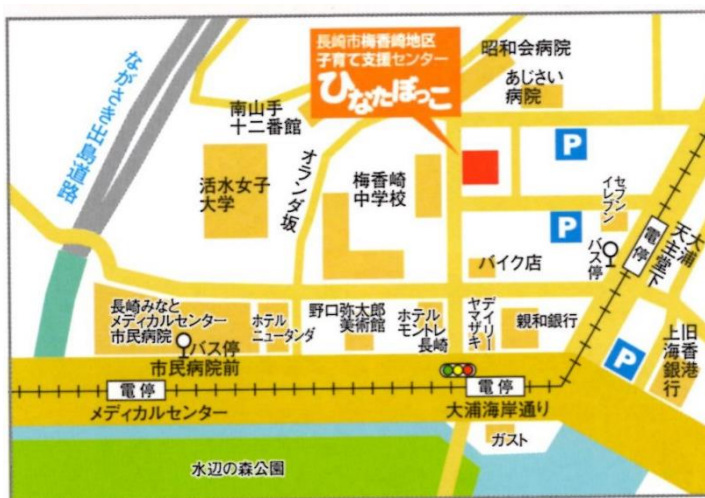 長崎市梅香崎地区
子育て支援センター
ひなたぼっこ
昭和会病院
あじさい
病院
ながさき出島道路
南山手
十二番館
オランダ坂
活水女子
大学
梅香崎
中学校
P
セブン
イレブン
P
バス停
電停
大浦
天主堂下
バイク店
長崎みなと
メディカルセンター
市民病院
ホテル
ニュータンダ
野口弥太郎
美術館
ホテル
モントレ
長崎
デイリー
ヤマザキ
親和銀行
旧香港
上海銀行
P
バス停
市民病院前
電停
メディカルセンター
電停
大浦海岸通り
ガスト
水辺の森公園